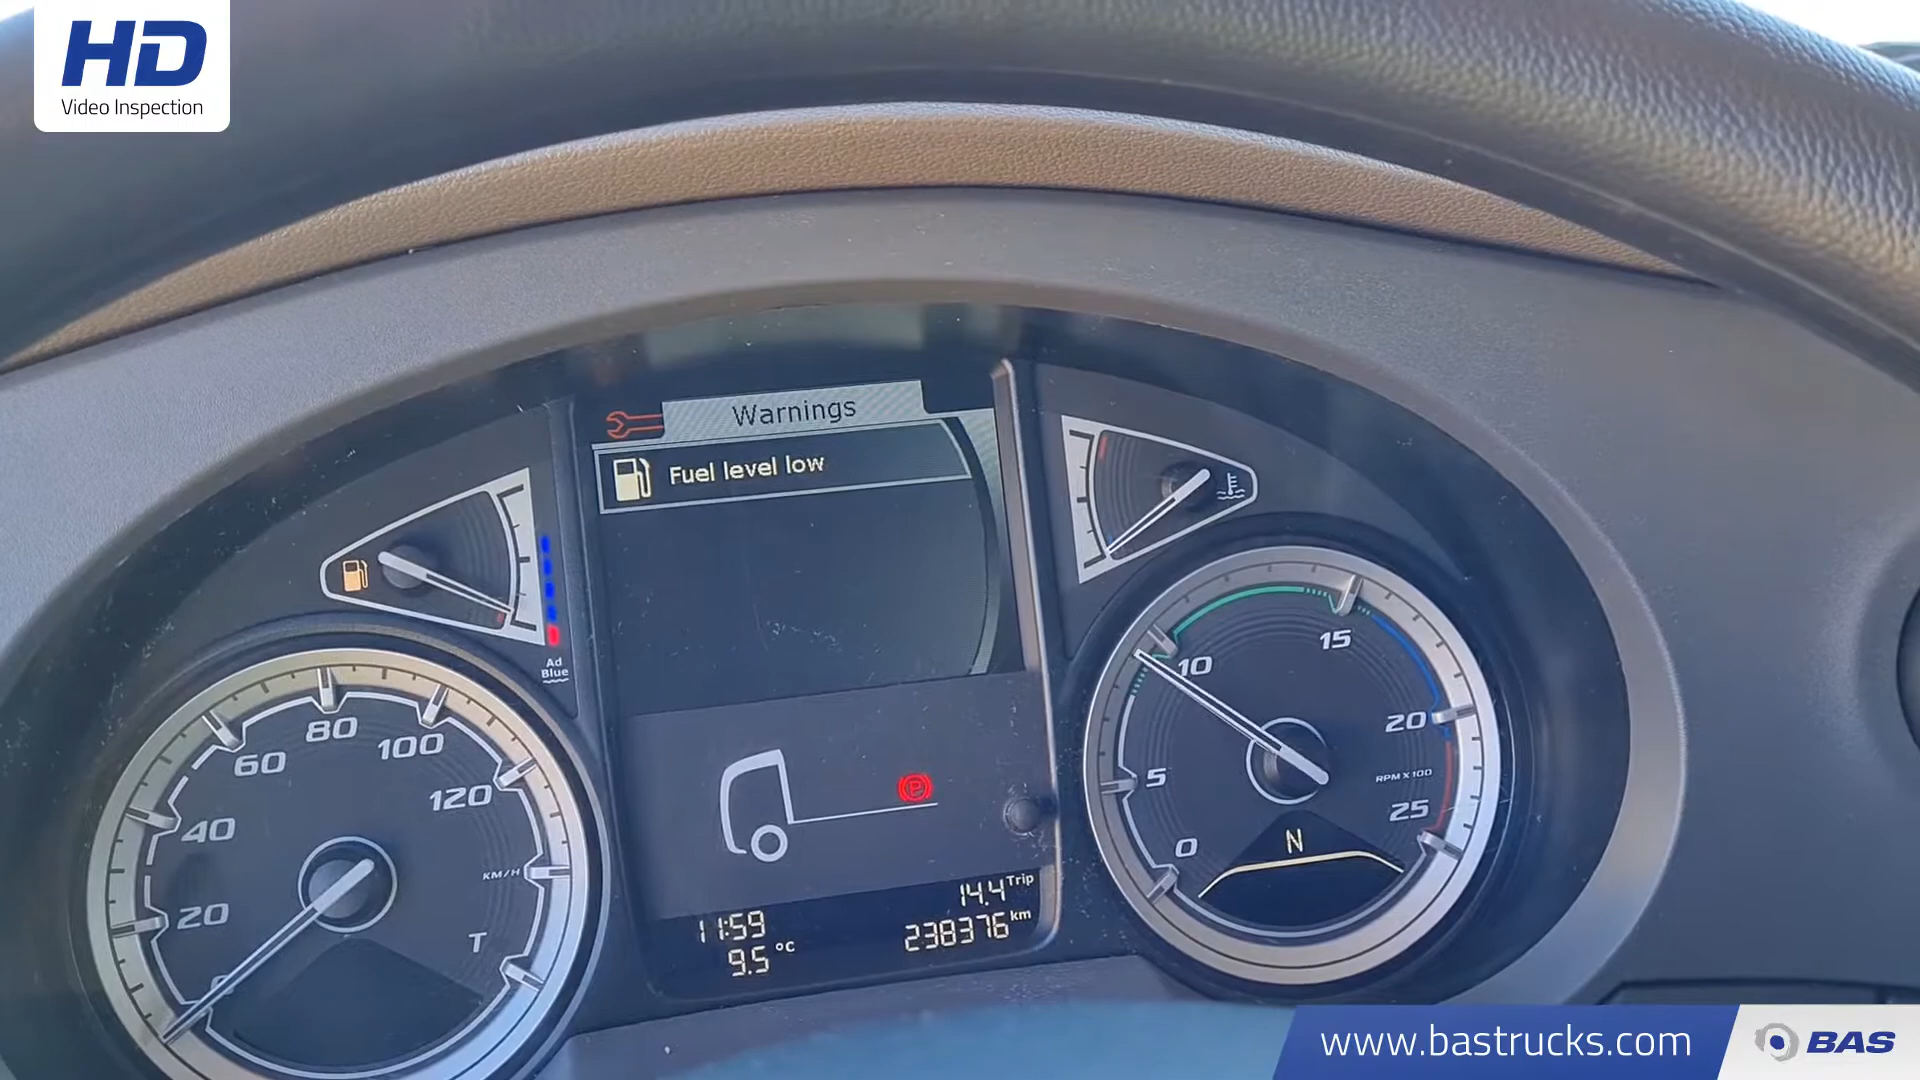 HD
Video Inspection
Warnings
Fuel level low
Ad
Blue
0
20
40
60
80
100
120
KM/H
T
P
11:59
14.4 Trip
9.5 °C
238376 km
0
5
10
15
20
25
RPM X 100
N
www.bastrucks.com
BAS